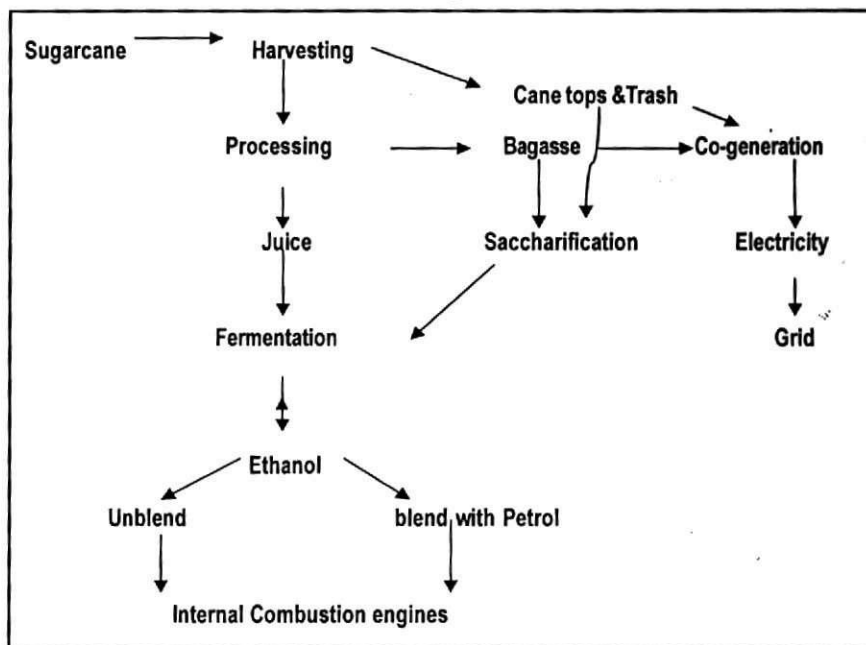 Sugarcane
Harvesting
Cane tops &Trash
Processing
Bagasse
Co-generation
Juice
Saccharification
Electricity
Fermentation
Grid
Ethanol
Unblend
blend with Petrol
Internal Combustion engines